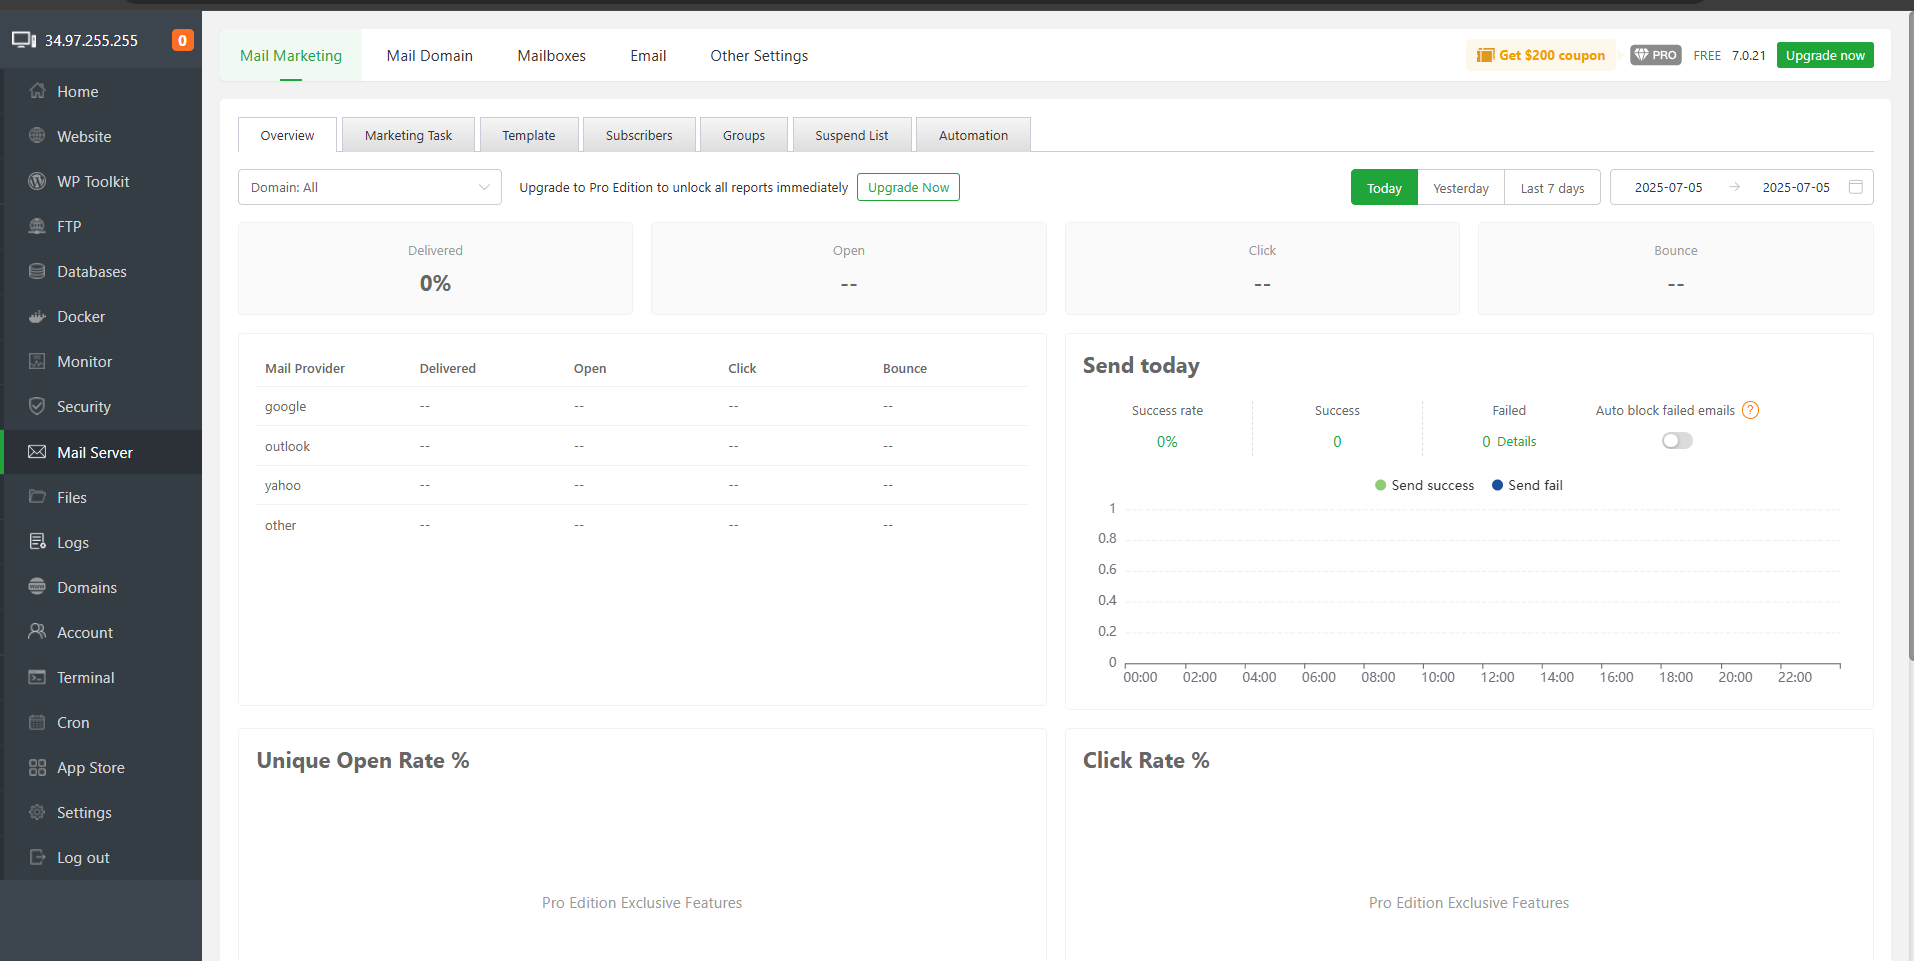 34.97.255.255 0
Home
Website
WP Toolkit
FTP
Databases
Docker
Monitor
Security
Mail Server
Files
Logs
Domains
Account
Terminal
Cron
App Store
Settings
Log out
Mail Marketing Mail Domain Mailboxes Email Other Settings
Get $200 coupon PRO FREE 7.0.21 Upgrade now
Overview Marketing Task Template Subscribers Groups Suspend List Automation
Domain: All Upgrade to Pro Edition to unlock all reports immediately Upgrade Now
Today Yesterday Last 7 days 2025-07-05 → 2025-07-05
Delivered Open Click Bounce
0% -- -- --
Mail Provider Delivered Open Click Bounce
google -- -- -- --
outlook -- -- -- --
yahoo -- -- -- --
other -- -- -- --
Send today
Success rate Success Failed Auto block failed emails ?
0% 0 0 Details
Send success Send fail
1
0.8
0.6
0.4
0.2
0
00:00 02:00 04:00 06:00 08:00 10:00 12:00 14:00 16:00 18:00 20:00 22:00
Unique Open Rate %
Pro Edition Exclusive Features
Click Rate %
Pro Edition Exclusive Features